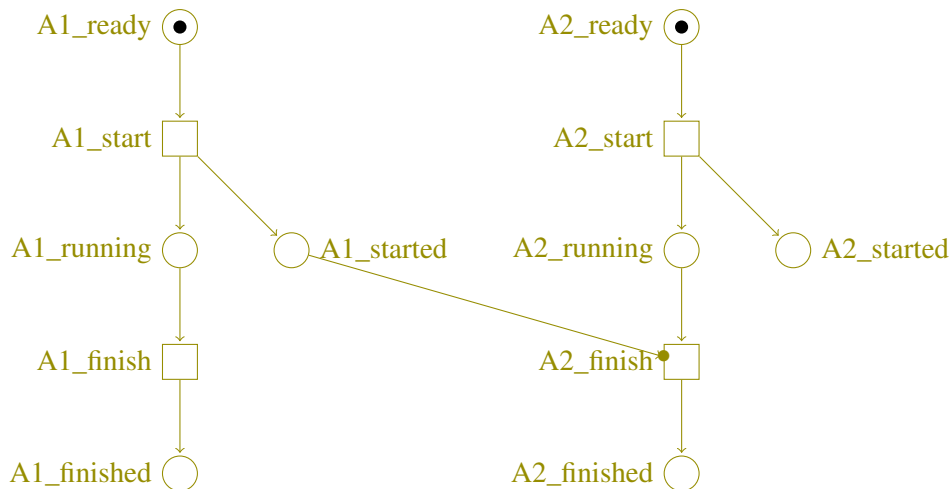 A1_ready
A2_ready
A1_start
A2_start
A1_running
A1_started
A2_running
A2_started
A1_finish
A2_finish
A1_finished
A2_finished